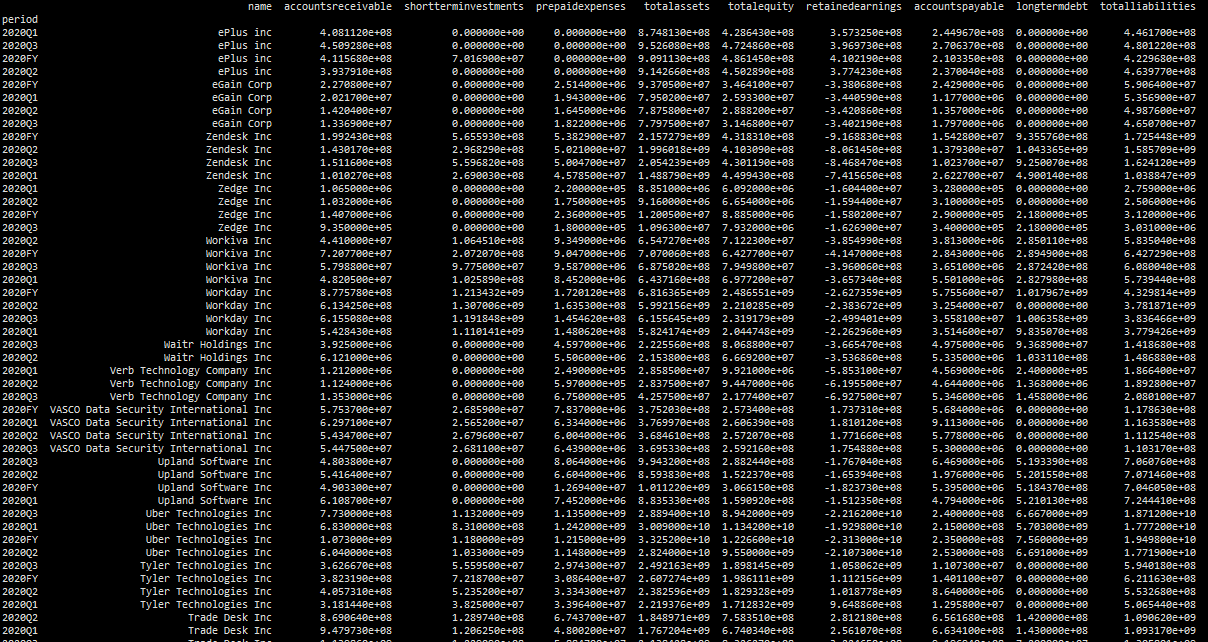 name accountsreceivable shortterminvestments prepaidexpenses totalassets totalequity retainedearnings accountspayable longtermdebt totalliabilities
period
2020Q1 ePlus inc 4.081120e+08 0.000000e+00 0.000000e+00 8.748130e+08 4.286430e+08 3.573250e+08 2.449670e+08 0.000000e+00 4.461700e+08
2020Q3 ePlus inc 4.509280e+08 0.000000e+00 0.000000e+00 9.526080e+08 4.724860e+08 3.969730e+08 2.706370e+08 0.000000e+00 4.801220e+08
2020FY ePlus inc 4.115680e+08 7.016900e+07 0.000000e+00 9.091130e+08 4.861450e+08 4.102190e+08 2.103350e+08 0.000000e+00 4.229680e+08
2020Q2 ePlus inc 3.937910e+08 0.000000e+00 0.000000e+00 9.142660e+08 4.502890e+08 3.774230e+08 2.370040e+08 0.000000e+00 4.639770e+08
2020FY eGain Corp 2.270800e+07 0.000000e+00 2.514000e+06 9.370500e+07 3.464100e+07 -3.380680e+08 2.429000e+06 0.000000e+00 5.906400e+07
2020Q1 eGain Corp 2.021700e+07 0.000000e+00 1.943000e+06 7.950200e+07 2.593300e+07 -3.440590e+08 1.177000e+06 0.000000e+00 5.356900e+07
2020Q2 eGain Corp 1.420400e+07 0.000000e+00 1.645000e+06 7.875800e+07 2.888200e+07 -3.420860e+08 1.357000e+06 0.000000e+00 4.987600e+07
2020Q3 eGain Corp 1.336900e+07 0.000000e+00 1.822000e+06 7.797500e+07 3.146800e+07 -3.402190e+08 1.797000e+06 0.000000e+00 4.650700e+07
2020FY Zendesk Inc 1.992430e+08 5.655930e+08 5.382900e+07 2.157279e+09 4.318310e+08 -9.168830e+08 1.542800e+07 9.355760e+08 1.725448e+09
2020Q2 Zendesk Inc 1.430170e+08 2.968290e+08 5.021000e+07 1.996018e+09 4.103090e+08 -8.061450e+08 1.379300e+07 1.043365e+09 1.585709e+09
2020Q3 Zendesk Inc 1.511600e+08 5.596820e+08 5.004700e+07 2.054239e+09 4.301190e+08 -8.468470e+08 1.023700e+07 9.250070e+08 1.624120e+09
2020Q1 Zendesk Inc 1.010270e+08 2.690030e+08 4.578500e+07 1.488790e+09 4.499430e+08 -7.415650e+08 2.622700e+07 4.900140e+08 1.038847e+09
2020Q1 Zedge Inc 1.065000e+06 0.000000e+00 2.200000e+05 8.851000e+06 6.092000e+06 -1.604400e+07 3.280000e+05 0.000000e+00 2.759000e+06
2020Q2 Zedge Inc 1.032000e+06 0.000000e+00 1.750000e+05 9.160000e+06 6.654000e+06 -1.594400e+07 3.100000e+05 0.000000e+00 2.506000e+06
2020FY Zedge Inc 1.407000e+06 0.000000e+00 2.360000e+05 1.200500e+07 8.885000e+06 -1.580200e+07 2.900000e+05 2.180000e+05 3.120000e+06
2020Q3 Zedge Inc 9.350000e+05 0.000000e+00 1.800000e+05 1.096300e+07 7.932000e+06 -1.626900e+07 3.400000e+05 2.180000e+05 3.031000e+06
2020Q2 Workiva Inc 4.410000e+07 1.064510e+08 9.349000e+06 6.547270e+08 7.122300e+07 -3.854990e+08 3.813000e+06 2.850110e+08 5.835040e+08
2020FY Workiva Inc 7.207700e+07 2.072070e+08 9.047000e+06 7.070060e+08 6.427700e+07 -4.147000e+08 2.843000e+06 2.894900e+08 6.427290e+08
2020Q3 Workiva Inc 5.798800e+07 9.775000e+07 9.587000e+06 6.875020e+08 7.949800e+07 -3.960060e+08 3.651000e+06 2.872420e+08 6.080040e+08
2020Q1 Workiva Inc 4.820500e+07 1.025890e+08 8.452000e+06 6.437160e+08 6.977200e+07 -3.657340e+08 5.501000e+06 2.827980e+08 5.739440e+08
2020FY Workday Inc 8.775780e+08 1.213432e+09 1.720120e+08 6.816365e+09 2.486551e+09 -2.627359e+09 5.755600e+07 1.017967e+09 4.329814e+09
2020Q2 Workday Inc 6.134250e+08 1.307006e+09 1.635330e+08 5.992156e+09 2.210285e+09 -2.383672e+09 3.254000e+07 0.000000e+00 3.781871e+09
2020Q3 Workday Inc 6.155080e+08 1.191848e+09 1.454620e+08 6.155645e+09 2.319179e+09 -2.499401e+09 3.558100e+07 1.006358e+09 3.836466e+09
2020Q1 Workday Inc 5.428430e+08 1.110141e+09 1.480620e+08 5.824174e+09 2.044748e+09 -2.262960e+09 3.514600e+07 9.835070e+08 3.779426e+09
2020Q3 Waitr Holdings Inc 3.925000e+06 0.000000e+00 4.597000e+06 2.225560e+08 8.068800e+07 -3.665470e+08 4.975000e+06 9.368900e+07 1.418680e+08
2020Q2 Waitr Holdings Inc 6.121000e+06 0.000000e+00 5.506000e+06 2.153800e+08 6.669200e+07 -3.536860e+08 5.335000e+06 1.033110e+08 1.486880e+08
2020Q1 Verb Technology Company Inc 1.212000e+06 0.000000e+00 2.490000e+05 2.858500e+07 9.921000e+06 -5.853100e+07 4.569000e+06 2.400000e+05 1.866400e+07
2020Q2 Verb Technology Company Inc 1.124000e+06 0.000000e+00 5.970000e+05 2.837500e+07 9.447000e+06 -6.195500e+07 4.644000e+06 1.368000e+06 1.892800e+07
2020Q3 Verb Technology Company Inc 1.353000e+06 0.000000e+00 6.750000e+05 4.257500e+07 2.177400e+07 -6.927500e+07 5.346000e+06 1.458000e+06 2.080100e+07
2020FY VASCO Data Security International Inc 5.753700e+07 2.685900e+07 7.837000e+06 3.752030e+08 2.573400e+08 1.737310e+08 5.684000e+06 0.000000e+00 1.178630e+08
2020Q1 VASCO Data Security International Inc 6.297100e+07 2.565200e+07 6.334000e+06 3.769970e+08 2.606390e+08 1.810120e+08 9.113000e+06 0.000000e+00 1.163580e+08
2020Q2 VASCO Data Security International Inc 5.434700e+07 2.679600e+07 6.004000e+06 3.684610e+08 2.572070e+08 1.771660e+08 5.778000e+06 0.000000e+00 1.112540e+08
2020Q3 VASCO Data Security International Inc 5.447500e+07 2.681100e+07 6.439000e+06 3.695330e+08 2.592160e+08 1.754880e+08 5.230000e+06 0.000000e+00 1.103170e+08
2020Q3 Upland Software Inc 4.803800e+07 0.000000e+00 8.064000e+06 9.943200e+08 2.882440e+08 -1.767040e+08 6.469000e+06 5.193390e+08 7.060760e+08
2020Q2 Upland Software Inc 5.416400e+07 0.000000e+00 6.604000e+06 8.593830e+08 1.522370e+08 -1.653940e+08 1.976000e+06 5.201550e+08 7.071460e+08
2020FY Upland Software Inc 4.903300e+07 0.000000e+00 1.269400e+07 1.011220e+09 3.066150e+08 -1.823730e+08 5.395000e+06 5.184370e+08 7.046050e+08
2020Q1 Upland Software Inc 6.108700e+07 0.000000e+00 7.452000e+06 8.835330e+08 1.590920e+08 -1.512350e+08 4.794000e+06 5.210130e+08 7.244410e+08
2020Q3 Uber Technologies Inc 7.730000e+08 1.132000e+09 1.135000e+09 2.889400e+10 8.942000e+09 -2.216200e+10 2.400000e+08 6.667000e+09 1.871200e+10
2020Q1 Uber Technologies Inc 6.830000e+08 8.310000e+08 1.242000e+09 3.009000e+10 1.134200e+10 -1.929800e+10 2.150000e+08 5.703000e+09 1.777200e+10
2020FY Uber Technologies Inc 1.073000e+09 1.180000e+09 1.215000e+09 3.325200e+10 1.226600e+10 -2.313000e+10 2.350000e+08 7.560000e+09 1.949800e+10
2020Q2 Uber Technologies Inc 6.040000e+08 1.033000e+09 1.148000e+09 2.824000e+10 9.550000e+09 -2.107300e+10 2.530000e+08 6.691000e+09 1.771900e+10
2020Q3 Tyler Technologies Inc 3.626670e+08 5.559500e+07 2.974300e+07 2.492163e+09 1.898145e+09 1.058062e+09 1.107300e+07 0.000000e+00 5.940180e+08
2020FY Tyler Technologies Inc 3.823190e+08 7.218700e+07 3.086400e+07 2.607274e+09 1.986111e+09 1.112156e+09 1.401100e+07 0.000000e+00 6.211630e+08
2020Q2 Tyler Technologies Inc 4.057310e+08 5.235200e+07 3.334300e+07 2.382596e+09 1.829328e+09 1.018778e+09 8.640000e+06 0.000000e+00 5.532680e+08
2020Q1 Tyler Technologies Inc 3.181440e+08 3.825000e+07 3.396400e+07 2.219376e+09 1.712832e+09 9.648860e+08 1.295800e+07 0.000000e+00 5.065440e+08
2020Q2 Trade Desk Inc 8.690640e+08 1.289740e+08 6.743700e+07 1.848971e+09 7.583510e+08 2.812180e+08 6.561680e+08 1.420000e+08 1.090620e+09
2020Q1 Trade Desk Inc 9.479730e+08 1.206250e+08 4.800200e+07 1.767204e+09 6.740340e+08 2.561070e+08 6.634100e+08 1.430000e+08 1.093170e+09